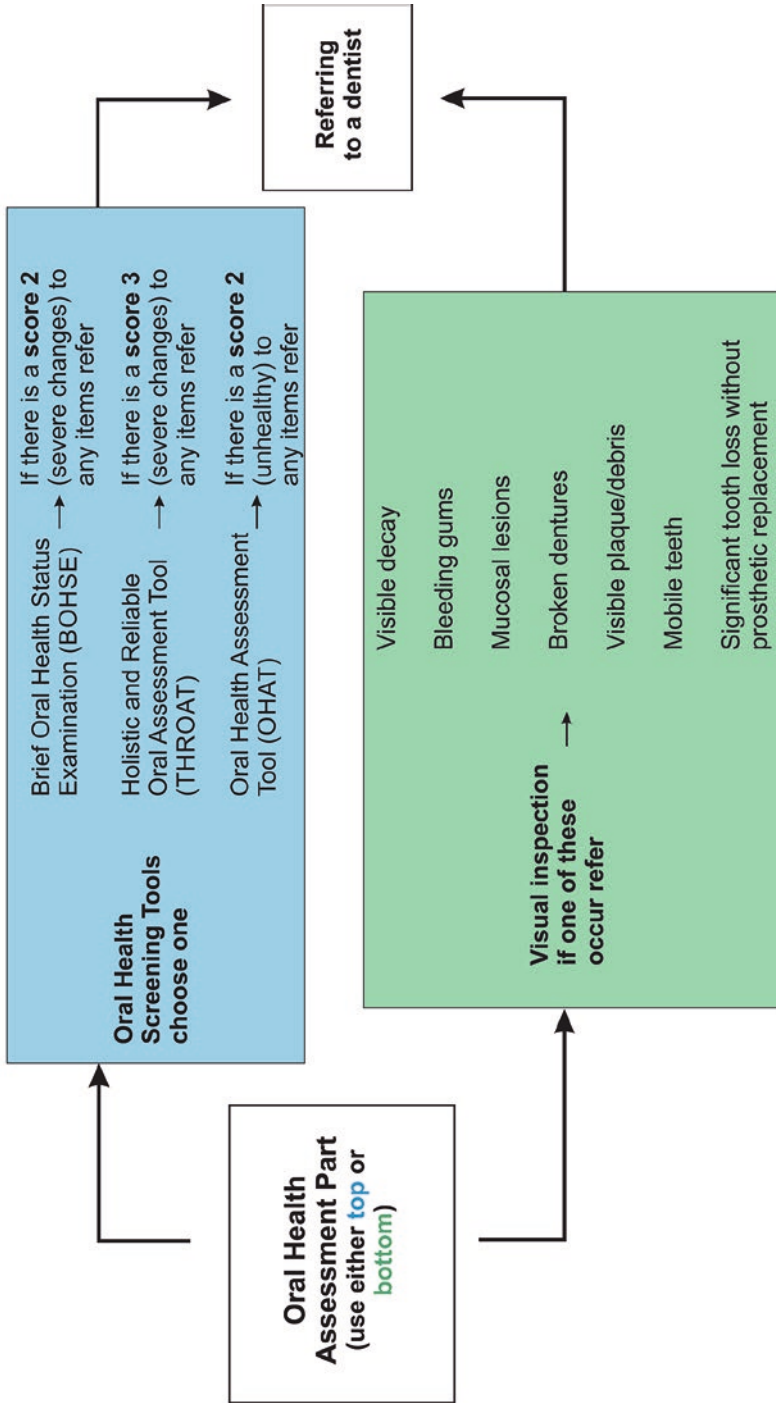 Oral Health
Assessment Part
(use either top or
bottom)
Oral Health
Screening Tools
choose one
Brief Oral Health Status
Examination (BOHSE)
If there is a score 2
(severe changes) to
any items refer
Holistic and Reliable
Oral Assessment Tool
(THROAT)
If there is a score 3
(severe changes) to
any items refer
Oral Health Assessment
Tool (OHAT)
If there is a score 2
(unhealthy) to
any items refer
Visual inspection
if one of these
occur refer
Visible decay
Bleeding gums
Mucosal lesions
Broken dentures
Visible plaque/debris
Mobile teeth
Significant tooth loss without
prosthetic replacement
Referring
to a dentist